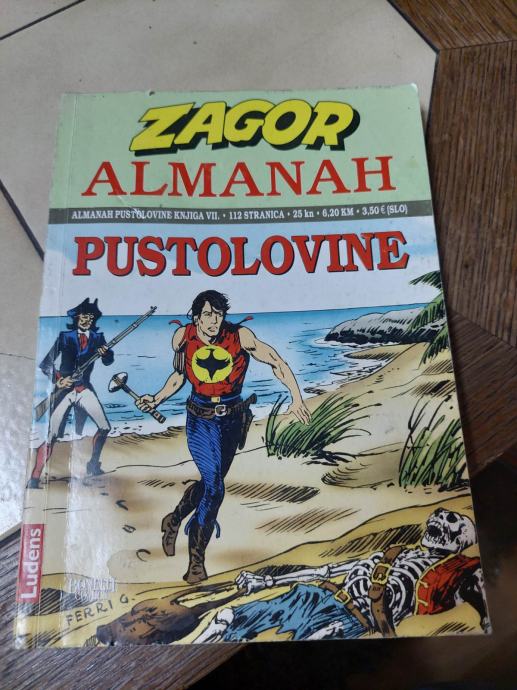 ZAGOR
ALMANAH
ALMANAH PUSTOLOVINE KNJIGA VII. • 112 STRANICA • 25 kn • 6,20 KM • 3,50 € (SLO)
PUSTOLOVINE
Ludens
BONELLI
FERRI G.